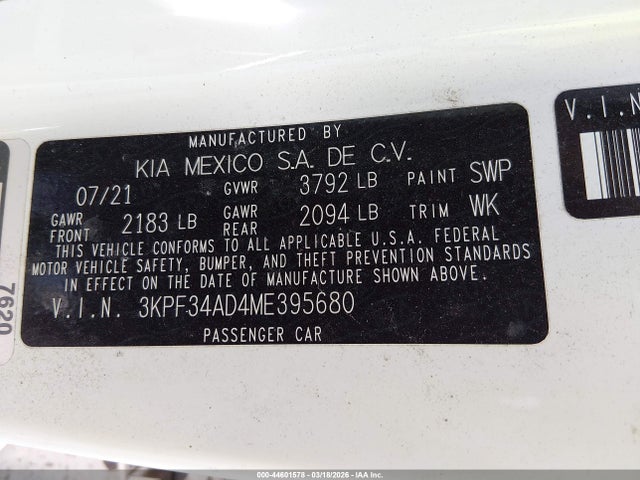 MANUFACTURED BY
KIA MEXICO S.A. DE C.V.
07/21 GVWR 3792 LB PAINT SWP
GAWR FRONT 2183 LB GAWR REAR 2094 LB TRIM WK
THIS VEHICLE CONFORMS TO ALL APPLICABLE U.S.A. FEDERAL
MOTOR VEHICLE SAFETY, BUMPER, AND THEFT PREVENTION STANDARDS
IN EFFECT ON THE DATE OF MANUFACTURE SHOWN ABOVE.
V.I.N. 3KPF34AD4ME395680
PASSENGER CAR
V.I.N
7620
000-44601578 - 03/18/2026 - IAA Corp.